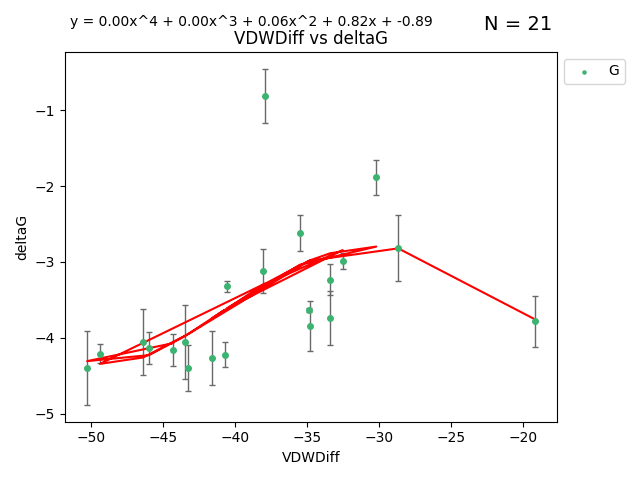 y = 0.00x^4 + 0.00x^3 + 0.06x^2 + 0.82x + -0.89
N = 21
VDWDiff vs deltaG
G
deltaG
−1
−2
−3
−4
−5
−50
−45
−40
−35
−30
−25
−20
VDWDiff